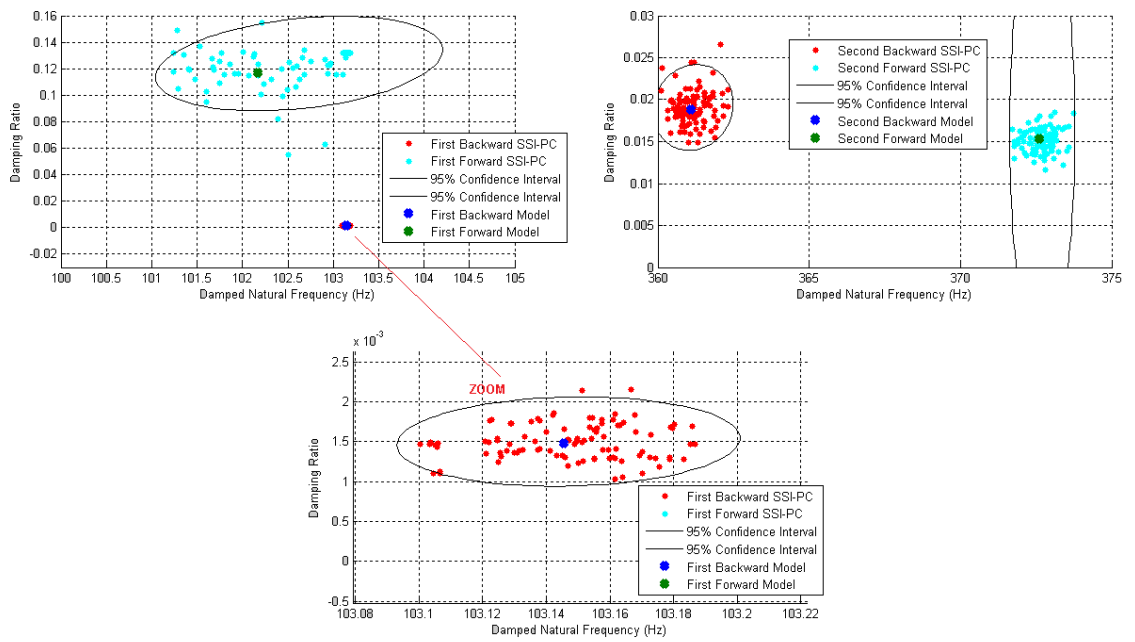 0.16
0.14
0.12
0.1
0.08
0.06
0.04
0.02
0
-0.02
Damping Ratio
100 100.5 101 101.5 102 102.5 103 103.5 104 104.5 105
Damped Natural Frequency (Hz)
First Backward SSI-PC
First Forward SSI-PC
95% Confidence Interval
95% Confidence Interval
First Backward Model
First Forward Model
0.03
0.025
0.02
0.015
0.01
0.005
0
Damping Ratio
360 365 370 375
Damped Natural Frequency (Hz)
Second Backward SSI-PC
Second Forward SSI-PC
95% Confidence Interval
95% Confidence Interval
Second Backward Model
Second Forward Model
x 10⁻³
2.5
2
1.5
1
0.5
0
-0.5
Damping Ratio
ZOOM
103.08 103.1 103.12 103.14 103.16 103.18 103.2 103.22
Damped Natural Frequency (Hz)
First Backward SSI-PC
First Forward SSI-PC
95% Confidence Interval
95% Confidence Interval
First Backward Model
First Forward Model